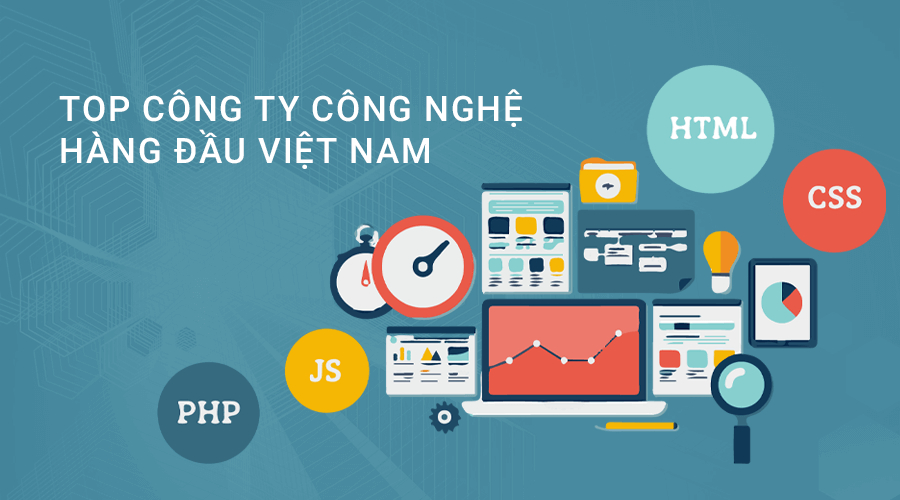 TOP CÔNG TY CÔNG NGHỆ
HÀNG ĐẦU VIỆT NAM
HTML
CSS
JS
PHP